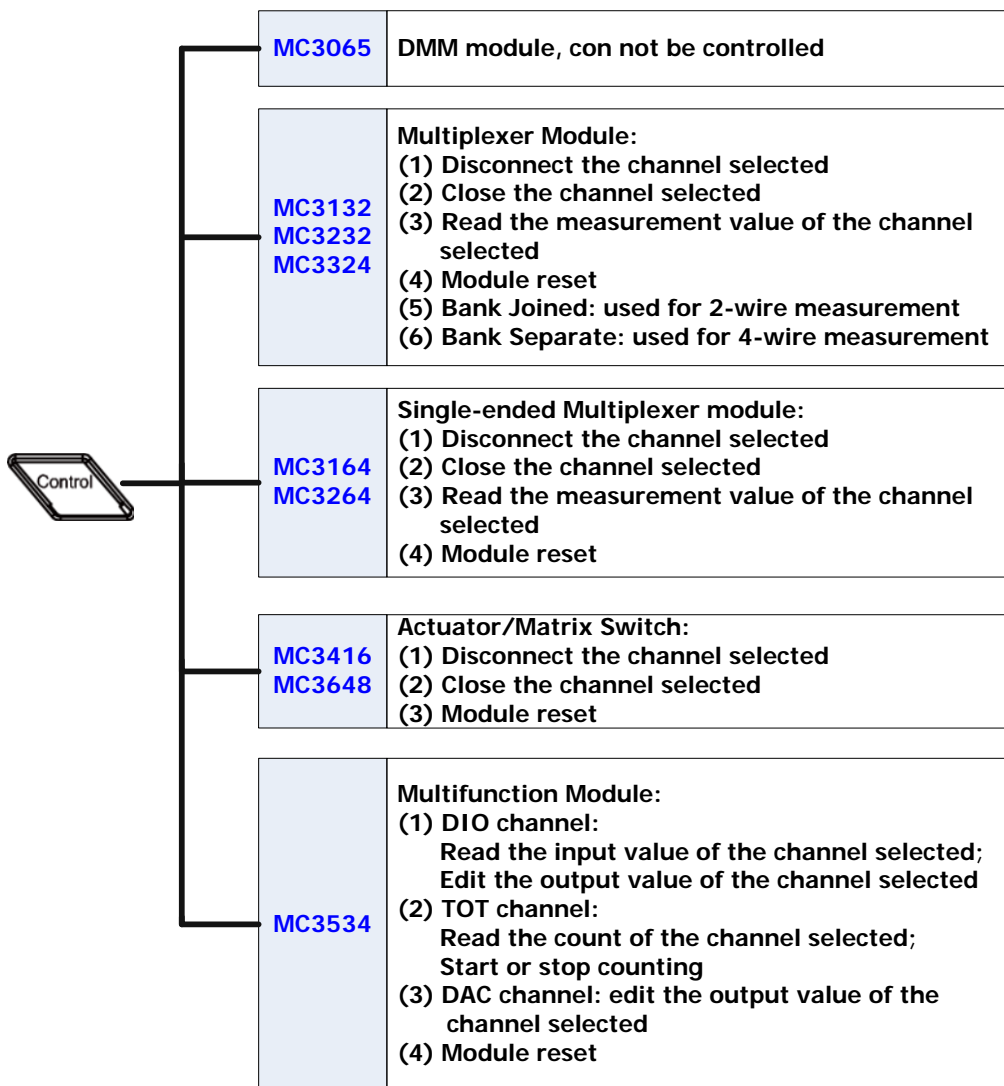 MC3065
DMM module, con not be controlled
MC3132
MC3232
MC3324
Multiplexer Module:
(1) Disconnect the channel selected
(2) Close the channel selected
(3) Read the measurement value of the channel
selected
(4) Module reset
(5) Bank Joined: used for 2-wire measurement
(6) Bank Separate: used for 4-wire measurement
Control
MC3164
MC3264
Single-ended Multiplexer module:
(1) Disconnect the channel selected
(2) Close the channel selected
(3) Read the measurement value of the channel
selected
(4) Module reset
MC3416
MC3648
Actuator/Matrix Switch:
(1) Disconnect the channel selected
(2) Close the channel selected
(3) Module reset
MC3534
Multifunction Module:
(1) DIO channel:
Read the input value of the channel selected;
Edit the output value of the channel selected
(2) TOT channel:
Read the count of the channel selected;
Start or stop counting
(3) DAC channel: edit the output value of the
channel selected
(4) Module reset